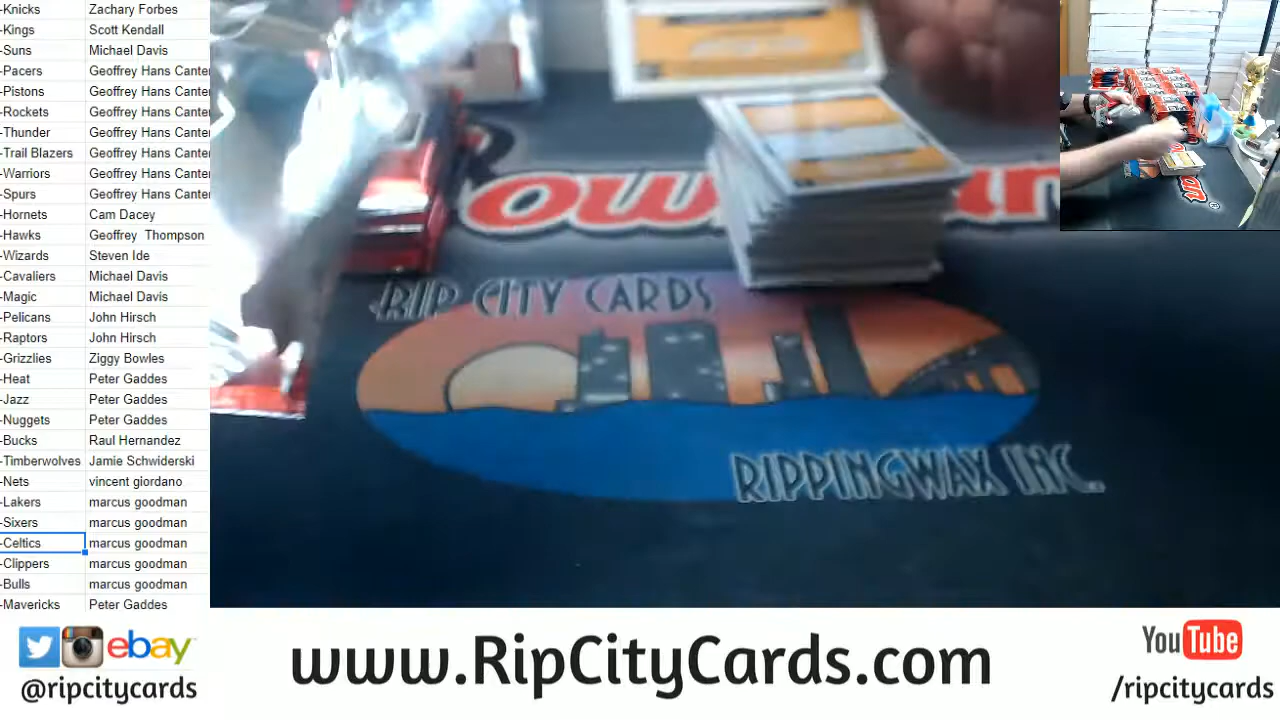 -Knicks Zachary Forbes
-Kings Scott Kendall
-Suns Michael Davis
-Pacers Geoffrey Hans Canter
-Pistons Geoffrey Hans Canter
-Rockets Geoffrey Hans Canter
-Thunder Geoffrey Hans Canter
-Trail Blazers Geoffrey Hans Canter
-Warriors Geoffrey Hans Canter
-Spurs Geoffrey Hans Canter
-Hornets Cam Dacey
-Hawks Geoffrey Thompson
-Wizards Steven Ide
-Cavaliers Michael Davis
-Magic Michael Davis
-Pelicans John Hirsch
-Raptors John Hirsch
-Grizzlies Ziggy Bowles
-Heat Peter Gaddes
-Jazz Peter Gaddes
-Nuggets Peter Gaddes
-Bucks Raul Hernandez
-Timberwolves Jamie Schwiderski
-Nets vincent giordano
-Lakers marcus goodman
-Sixers marcus goodman
-Celtics marcus goodman
-Clippers marcus goodman
-Bulls marcus goodman
-Mavericks Peter Gaddes
RIP CITY CARDS
RIPPINGWAX INC.
ebay
@ripcitycards
www.RipCityCards.com
YouTube
/ripcitycards